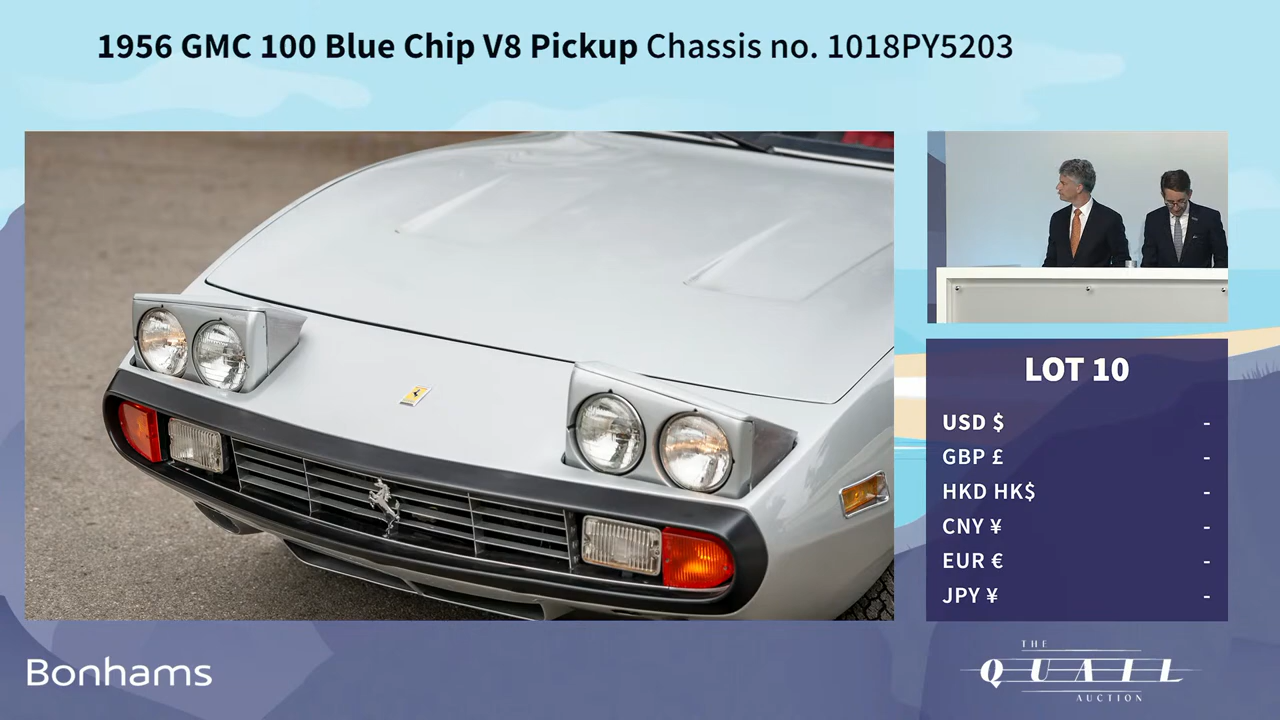 1956 GMC 100 Blue Chip V8 Pickup Chassis no. 1018PY5203
LOT 10
USD $ -
GBP £ -
HKD HK$ -
CNY ¥ -
EUR € -
JPY ¥ -
Bonhams
THE
QUAIL
AUCTION